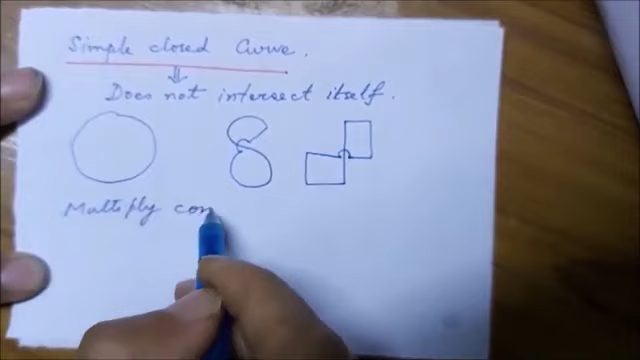 Simple closed Curve.
Does not intersect itself.
Multiply con